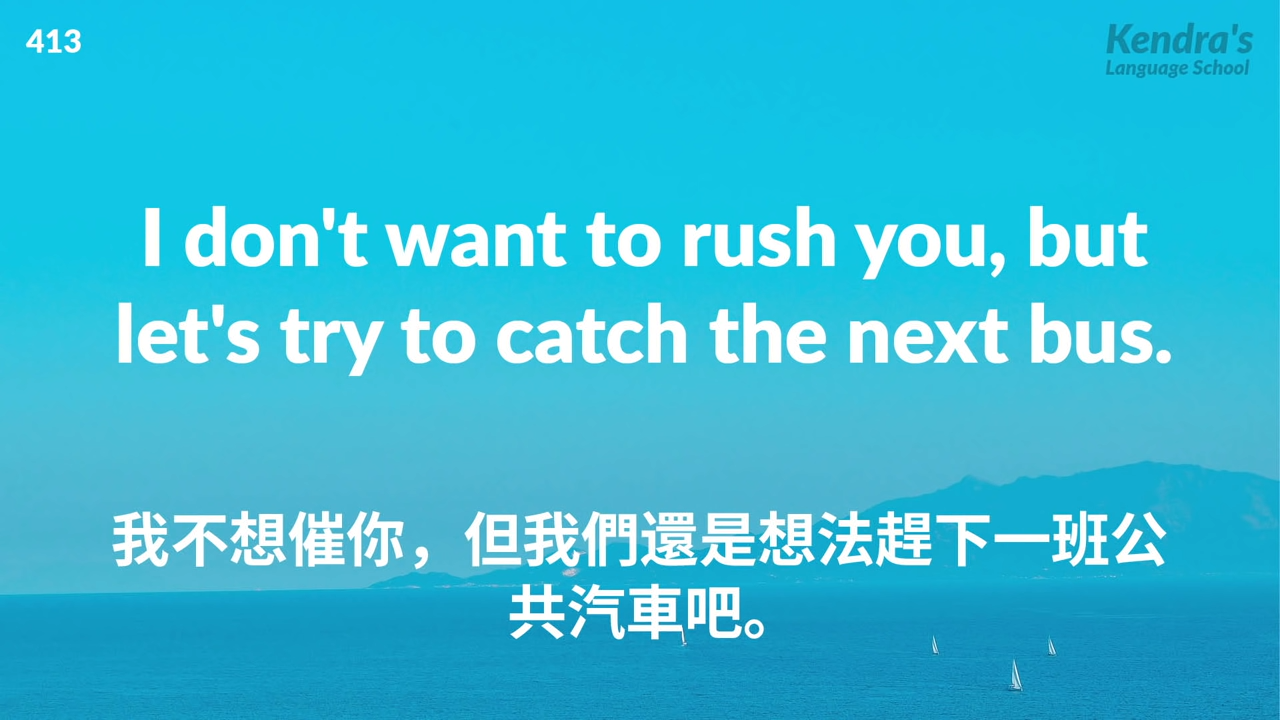 413
Kendra's
Language School
I don't want to rush you, but
let's try to catch the next bus.
我不想催你，但我們還是想法趕下一班公
共汽車吧。